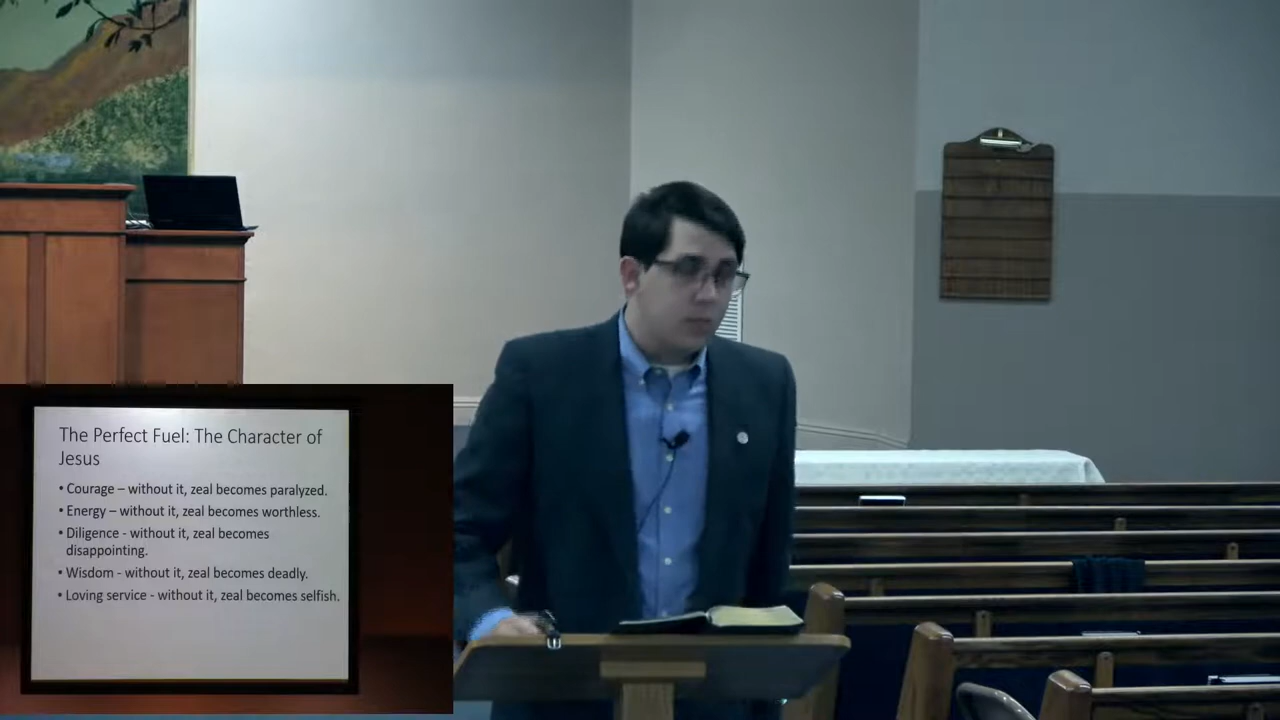 The Perfect Fuel: The Character of
Jesus
• Courage – without it, zeal becomes paralyzed.
• Energy – without it, zeal becomes worthless.
• Diligence - without it, zeal becomes
disappointing.
• Wisdom - without it, zeal becomes deadly.
• Loving service - without it, zeal becomes selfish.